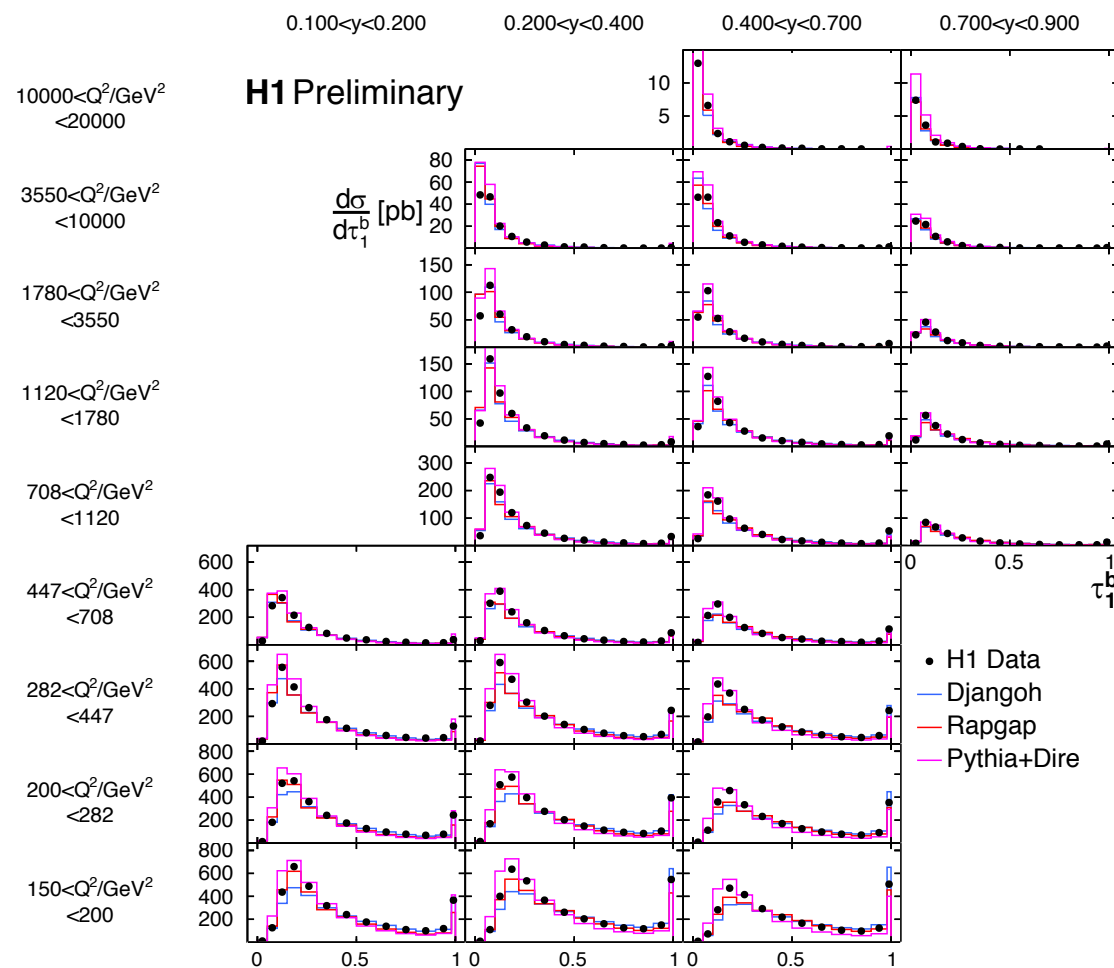 0.100<y<0.200 0.200<y<0.400 0.400<y<0.700 0.700<y<0.900
H1 Preliminary
10000<Q²/GeV²
<20000
10
5
3550<Q²/GeV²
<10000
dσ/dτ₁ᵇ [pb]
80
60
40
20
1780<Q²/GeV²
<3550
150
100
50
1120<Q²/GeV²
<1780
150
100
50
708<Q²/GeV²
<1120
300
200
100
0 0.5 1
τ₁ᵇ
447<Q²/GeV²
<708
600
400
200
282<Q²/GeV²
<447
600
400
200
200<Q²/GeV²
<282
800
600
400
200
150<Q²/GeV²
<200
800
600
400
200
0 0.5 1 0 0.5 1 0 0.5 1
H1 Data
Djangoh
Rapgap
Pythia+Dire